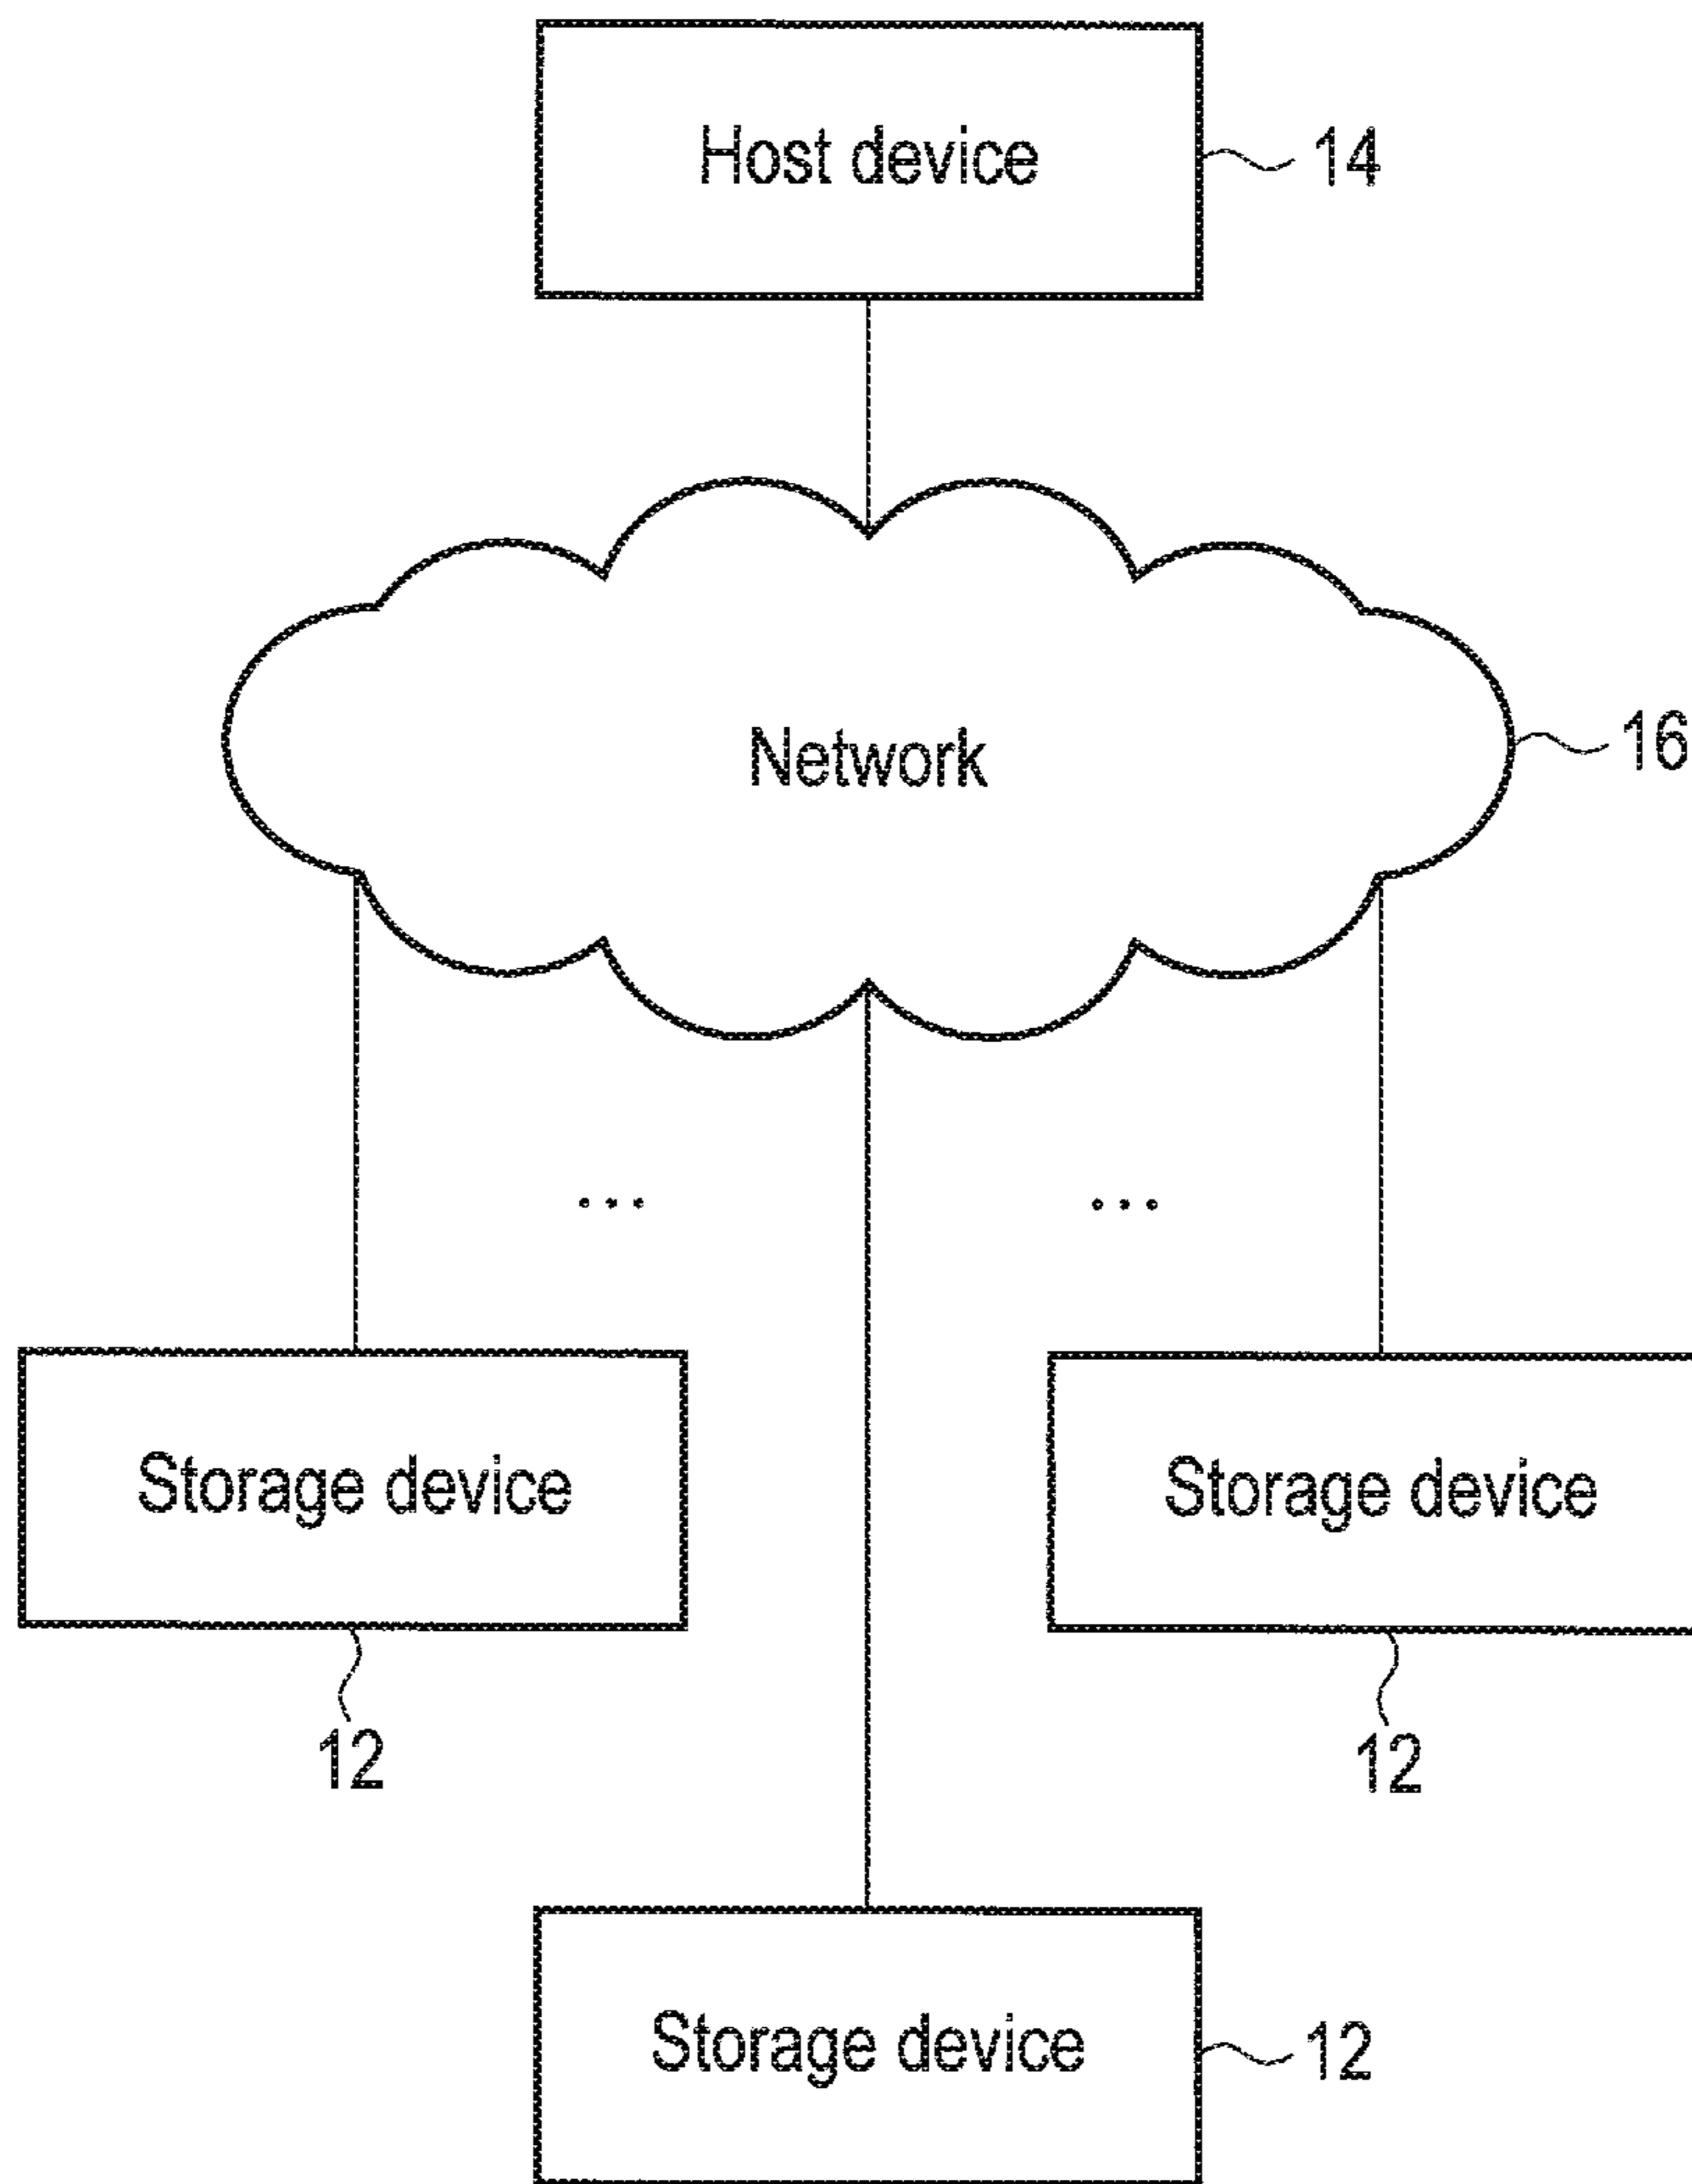 Host device
14
Network
16
... ...
Storage device
Storage device
12
12
Storage device
12